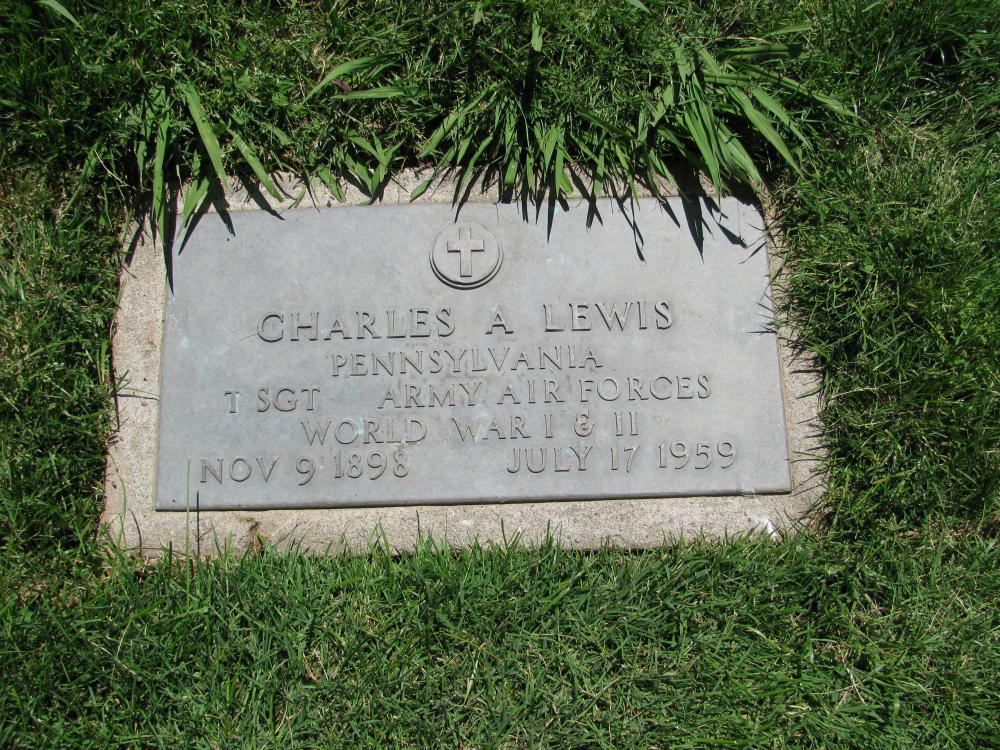 CHARLES A LEWIS
PENNSYLVANIA
T SGT ARMY AIR FORCES
WORLD WAR I & II
NOV 9 1898 JULY 17 1959